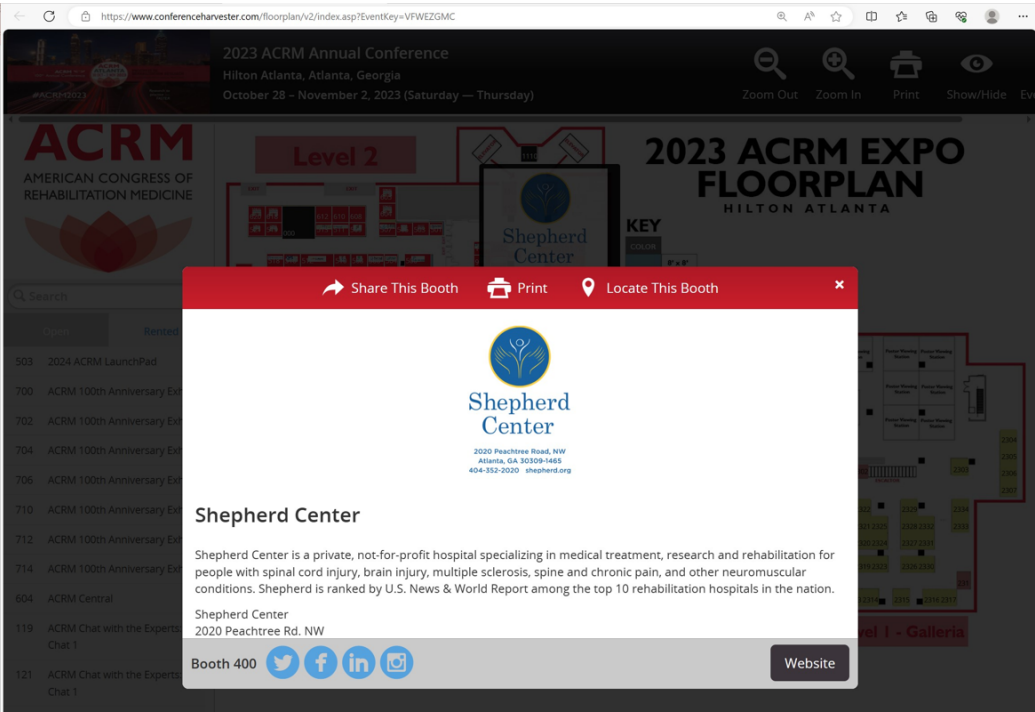 https://www.conferenceharvester.com/floorplan/v2/index.asp?EventKey=VFWEZGMC
2023 ACRM Annual Conference
Hilton Atlanta, Atlanta, Georgia
October 28 – November 2, 2023 (Saturday — Thursday)
#ACRM2023
Zoom Out
Zoom In
Print
Show/Hide
ACRM
AMERICAN CONGRESS OF
REHABILITATION MEDICINE
Level 2
2023 ACRM EXPO
FLOORPLAN
HILTON ATLANTA
KEY
COLOR
Shepherd
Center
Search
Open
Rented
503 2024 ACRM LaunchPad
700 ACRM 100th Anniversary
702 ACRM 100th Anniversary
704 ACRM 100th Anniversary
706 ACRM 100th Anniversary
710 ACRM 100th Anniversary
712 ACRM 100th Anniversary
714 ACRM 100th Anniversary
604 ACRM Central
119 ACRM Chat with the Experts:
Chat 1
121 ACRM Chat with the Experts:
Chat 1
Share This Booth
Print
Locate This Booth
×
Shepherd
Center
2020 Peachtree Road, NW
Atlanta, GA 30309-1465
404-352-2020 shepherd.org
Shepherd Center
Shepherd Center is a private, not-for-profit hospital specializing in medical treatment, research and rehabilitation for
people with spinal cord injury, brain injury, multiple sclerosis, spine and chronic pain, and other neuromuscular
conditions. Shepherd is ranked by U.S. News & World Report among the top 10 rehabilitation hospitals in the nation.
Shepherd Center
2020 Peachtree Rd. NW
Booth 400
Website
2304
2305
2303
2306
2307
- Galleria